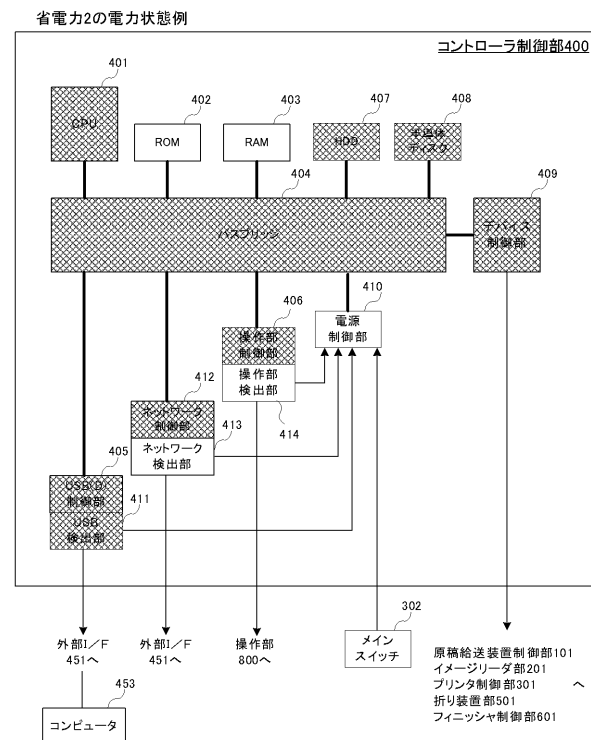 省電力2の電力状態例
コントローラ制御部400
401
CPU
402
ROM
403
RAM
407
HDD
408
半導体
ディスク
404
バスブリッジ
409
デバイス
制御部
410
電源
制御部
406
操作部
制御部
操作部
検出部
414
412
ネットワーク
制御部
413
ネットワーク
検出部
405
USB(D)
制御部
411
USB
検出部
外部I/F
451へ
外部I/F
451へ
操作部
800へ
302
メイン
スイッチ
原稿給送装置制御部101
イメージリーダ部201
プリンタ制御部301 へ
折り装置部501
フィニッシャ制御部601
453
コンピュータ